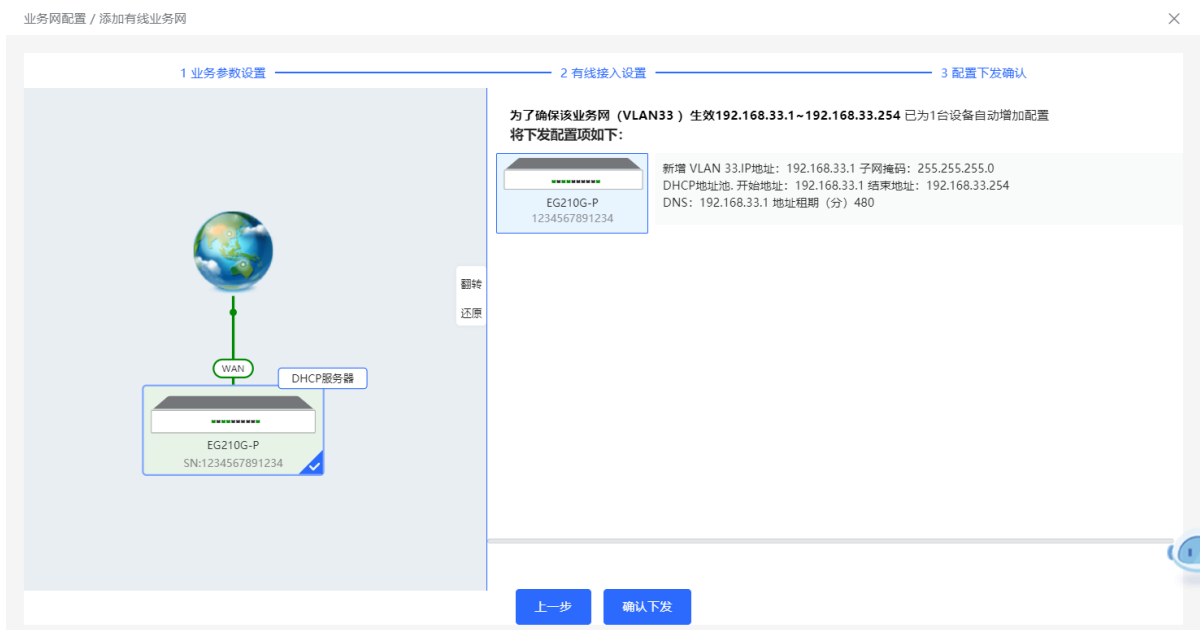 业务网配置 / 添加有线业务网
1 业务参数设置
2 有线接入设置
3 配置下发确认
为了确保该业务网（VLAN33 ）生效192.168.33.1~192.168.33.254 已为1台设备自动增加配置
将下发配置项如下：
EG210G-P
1234567891234
新增 VLAN 33.IP地址：192.168.33.1 子网掩码：255.255.255.0
DHCP地址池. 开始地址：192.168.33.1 结束地址：192.168.33.254
DNS：192.168.33.1 地址租期（分）480
翻转
还原
WAN
DHCP服务器
EG210G-P
SN:1234567891234
上一步
确认下发